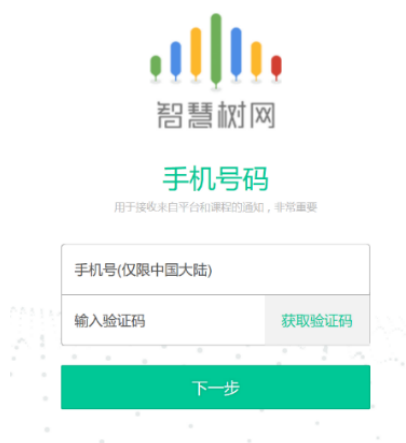 智慧树网
手机号码
用于接收来自平台和课程的通知，非常重要
手机号(仅限中国大陆)
输入验证码
获取验证码
下一步